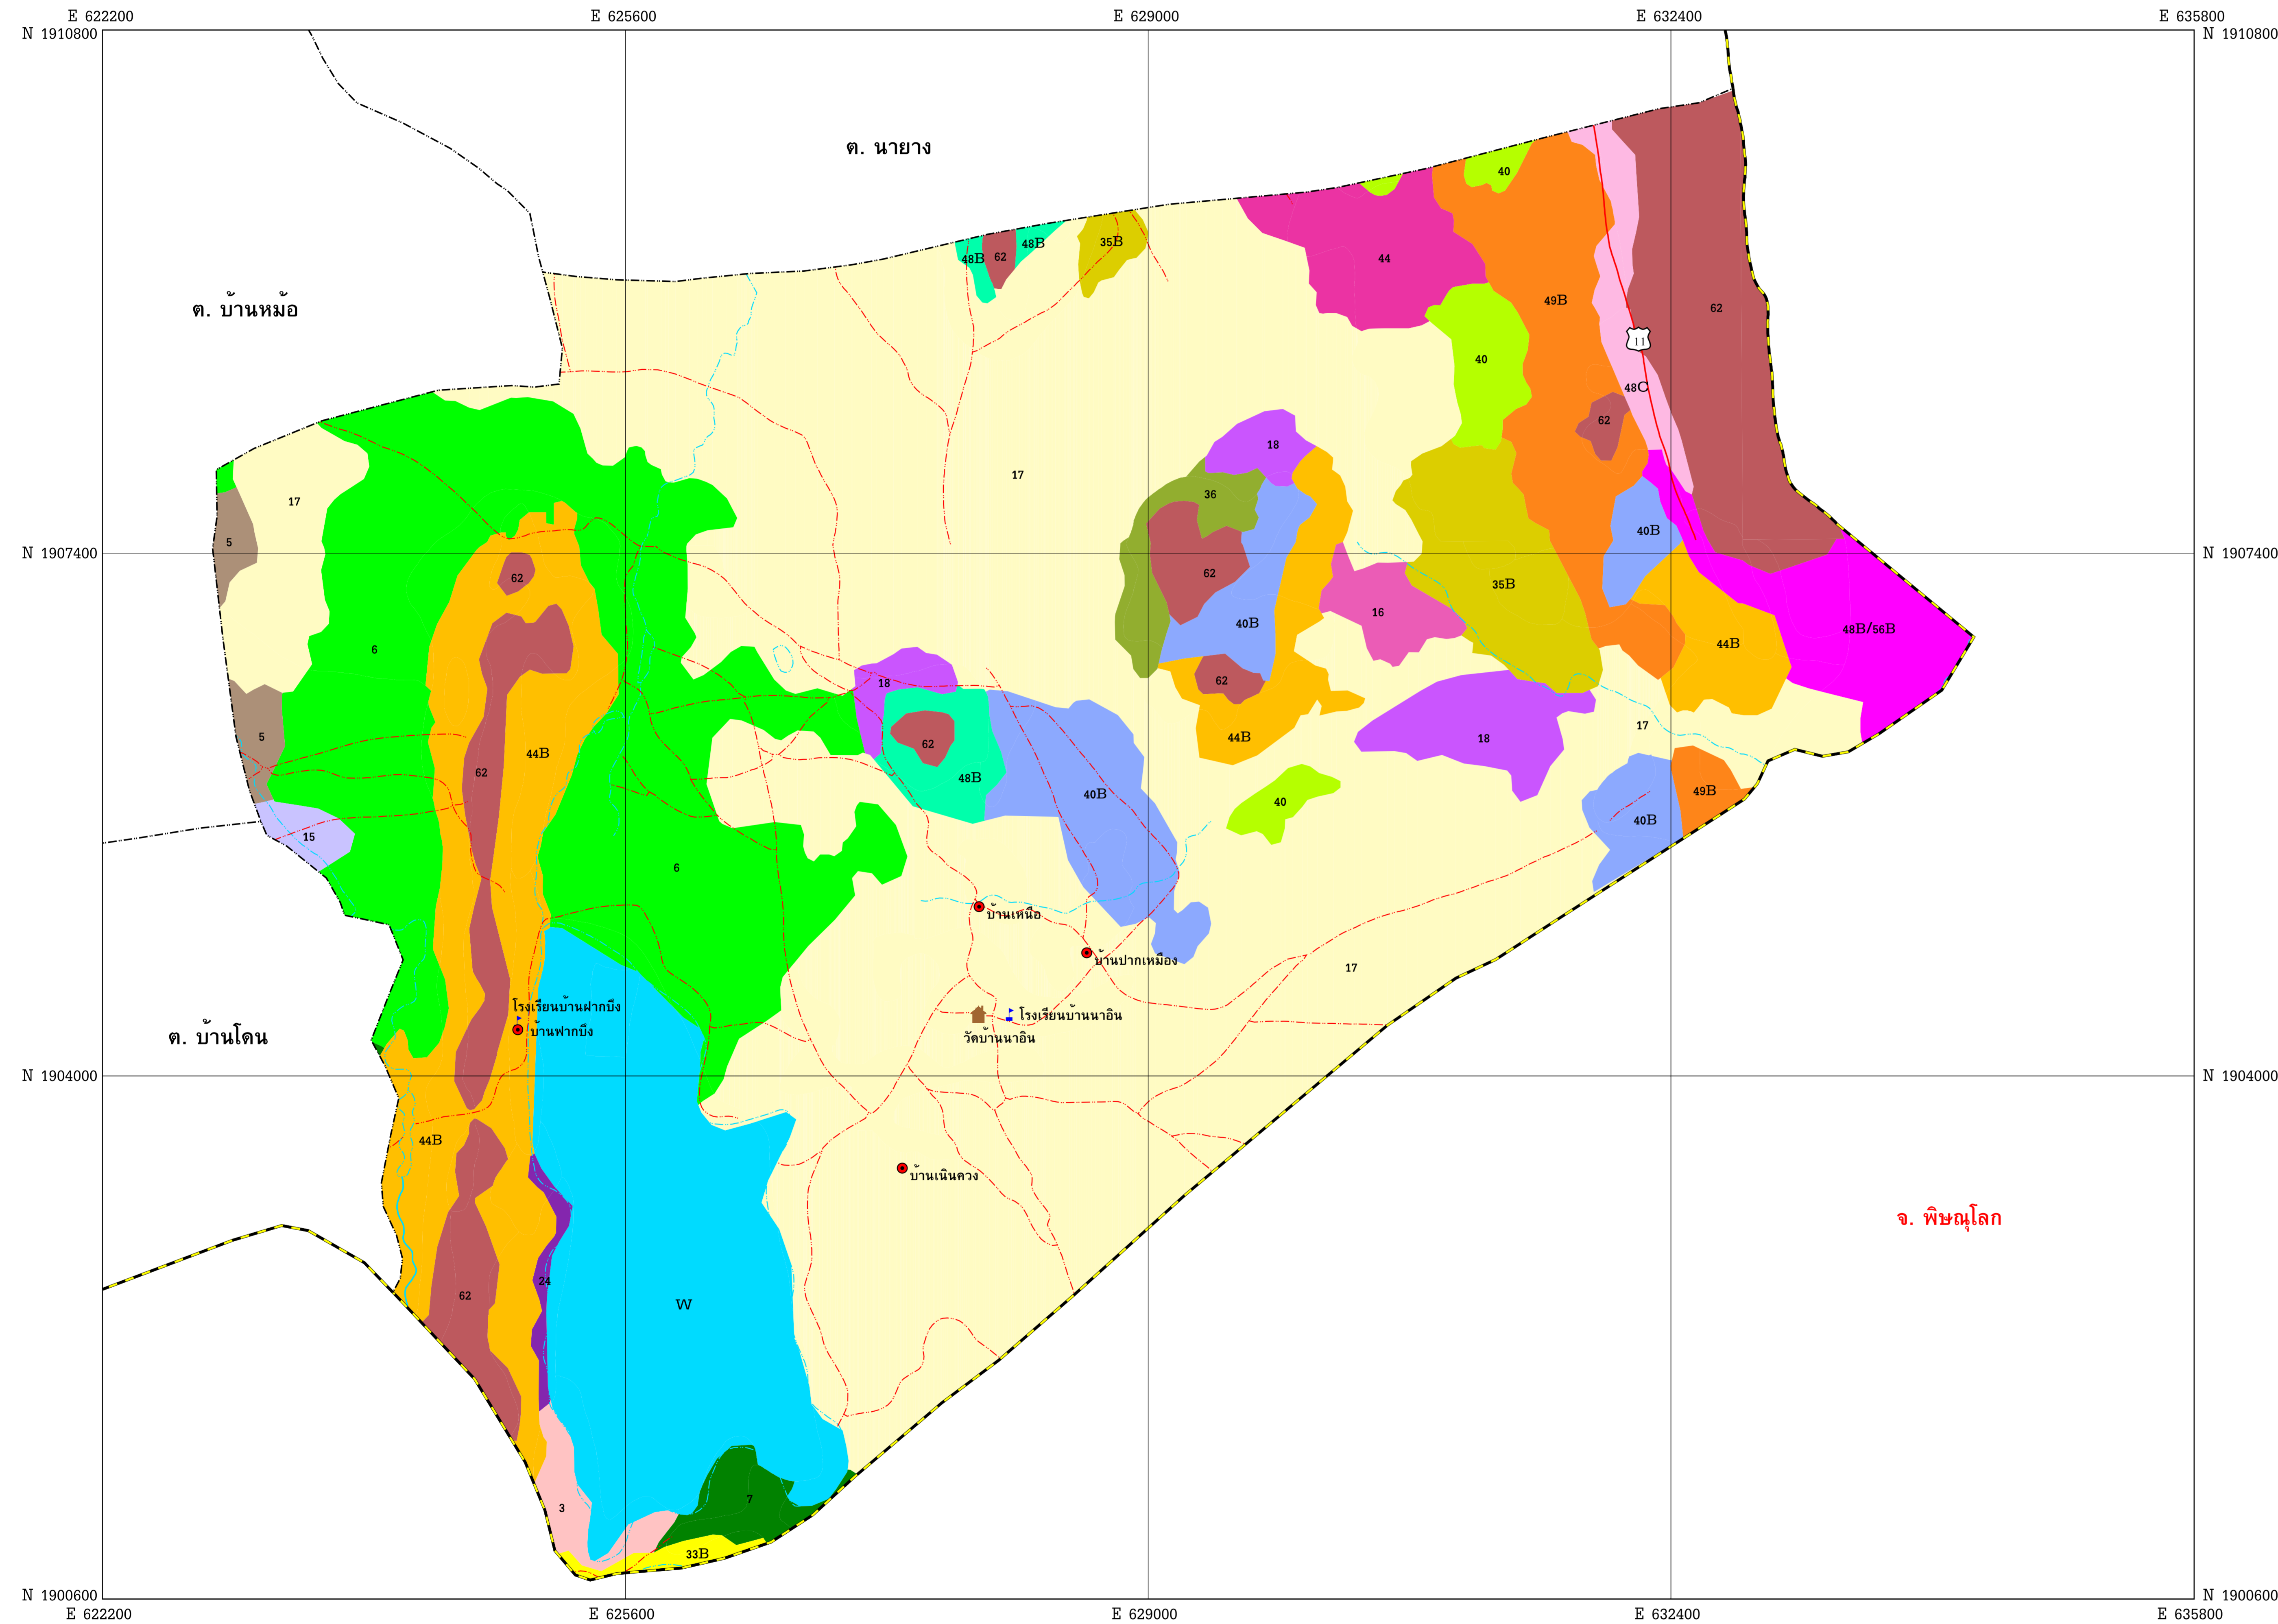 E 622200
E 625600
E 629000
E 632400
E 635800
N 1910800
N 1910800
ต. นายาง
40
48B
35B
48B
62
44
49B
ต. บ้านหม้อ
62
11
40
48C
62
18
17
17
36
40B
5
N 1907400
N 1907400
62
62
35B
16
40B
48B/56B
6
44B
62
18
17
5
44B
44B
18
62
62
48B
49B
40B
40
40B
15
6
บ้านเหนือ
บ้านปากเหมือง
17
โรงเรียนบ้านฝากบึง
โรงเรียนบ้านนาอิน
บ้านฟากบึง
ต. บ้านโดน
วัดบ้านนาอิน
N 1904000
N 1904000
44B
บ้านเนินควง
จ. พิษณุโลก
24
62
W
7
3
33B
N 1900600
N 1900600
E 622200
E 625600
E 629000
E 632400
E 635800